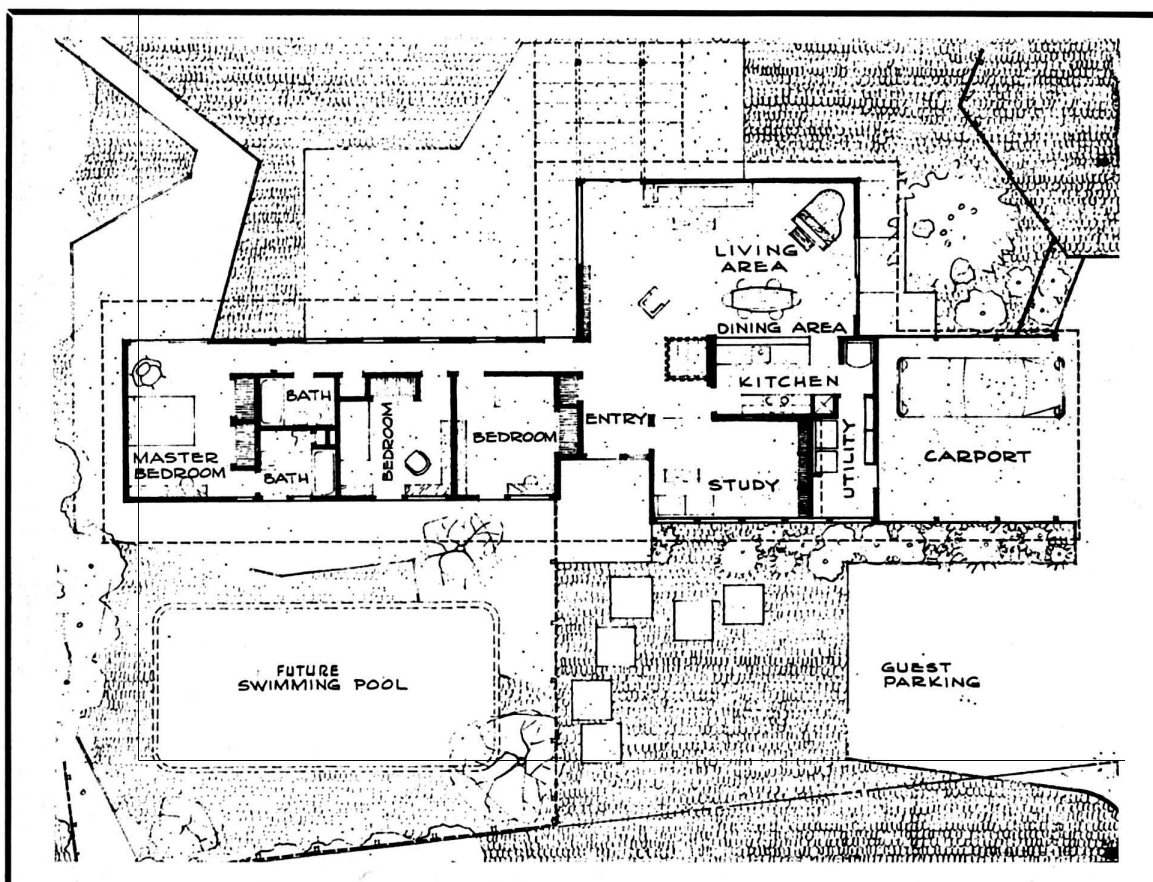 LIVING
AREA
DINING AREA
KITCHEN
BATH
BEDROOM
BEDROOM
ENTRY
MASTER
BEDROOM
BATH
STUDY
UTILITY
CARPORT
FUTURE
SWIMMING POOL
GUEST
PARKING